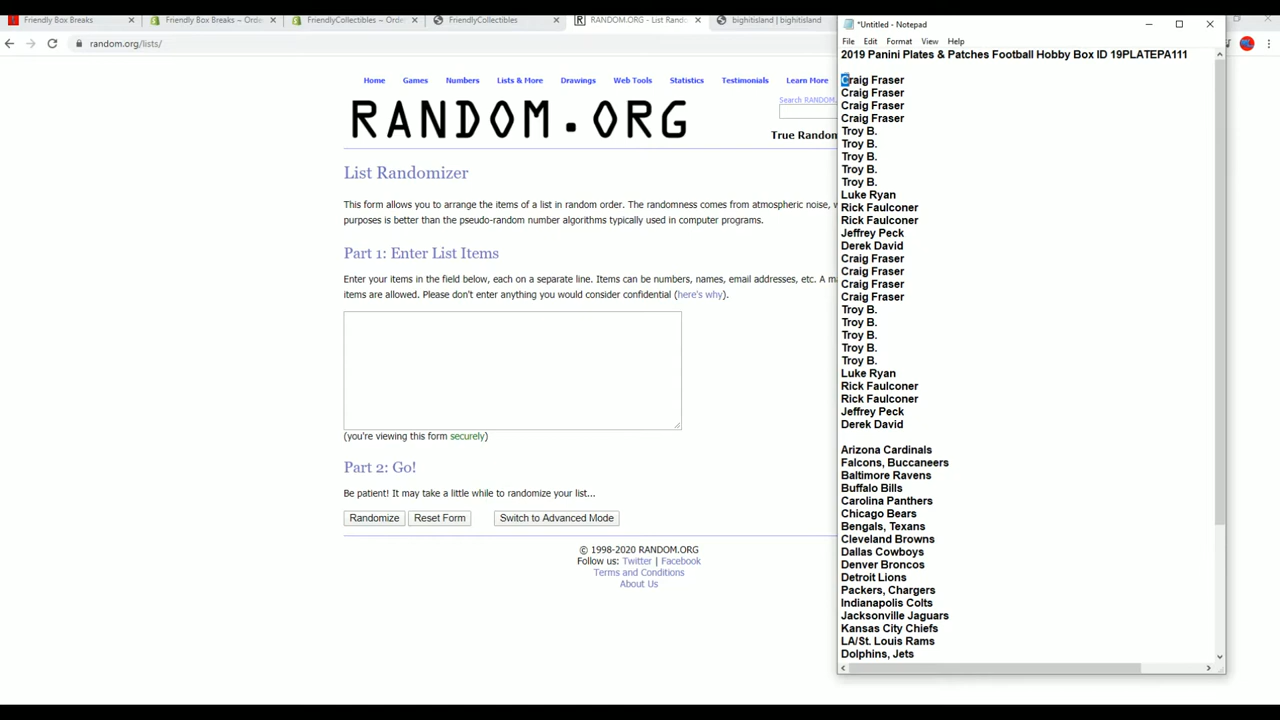 Friendly Box Breaks
Friendly Box Breaks ~ Orde
FriendlyCollectibles ~ Order
FriendlyCollectibles
RANDOM.ORG - List Rando
bighitisland | bighitisland
random.org/lists/
Home Games Numbers Lists & More Drawings Web Tools Statistics Testimonials Learn More
Search RANDOM.
RANDOM.ORG
True Random
List Randomizer
This form allows you to arrange the items of a list in random order. The randomness comes from atmospheric noise, w
purposes is better than the pseudo-random number algorithms typically used in computer programs.
Part 1: Enter List Items
Enter your items in the field below, each on a separate line. Items can be numbers, names, email addresses, etc. A ma
items are allowed. Please don't enter anything you would consider confidential (here's why).
(you're viewing this form securely)
Part 2: Go!
Be patient! It may take a little while to randomize your list...
Randomize Reset Form Switch to Advanced Mode
© 1998-2020 RANDOM.ORG
Follow us: Twitter | Facebook
Terms and Conditions
About Us
*Untitled - Notepad
File Edit Format View Help
2019 Panini Plates & Patches Football Hobby Box ID 19PLATEPA111
Craig Fraser
Craig Fraser
Craig Fraser
Craig Fraser
Troy B.
Troy B.
Troy B.
Troy B.
Troy B.
Luke Ryan
Rick Faulconer
Rick Faulconer
Jeffrey Peck
Derek David
Craig Fraser
Craig Fraser
Craig Fraser
Craig Fraser
Troy B.
Troy B.
Troy B.
Troy B.
Troy B.
Luke Ryan
Rick Faulconer
Rick Faulconer
Jeffrey Peck
Derek David
Arizona Cardinals
Falcons, Buccaneers
Baltimore Ravens
Buffalo Bills
Carolina Panthers
Chicago Bears
Bengals, Texans
Cleveland Browns
Dallas Cowboys
Denver Broncos
Detroit Lions
Packers, Chargers
Indianapolis Colts
Jacksonville Jaguars
Kansas City Chiefs
LA/St. Louis Rams
Dolphins, Jets